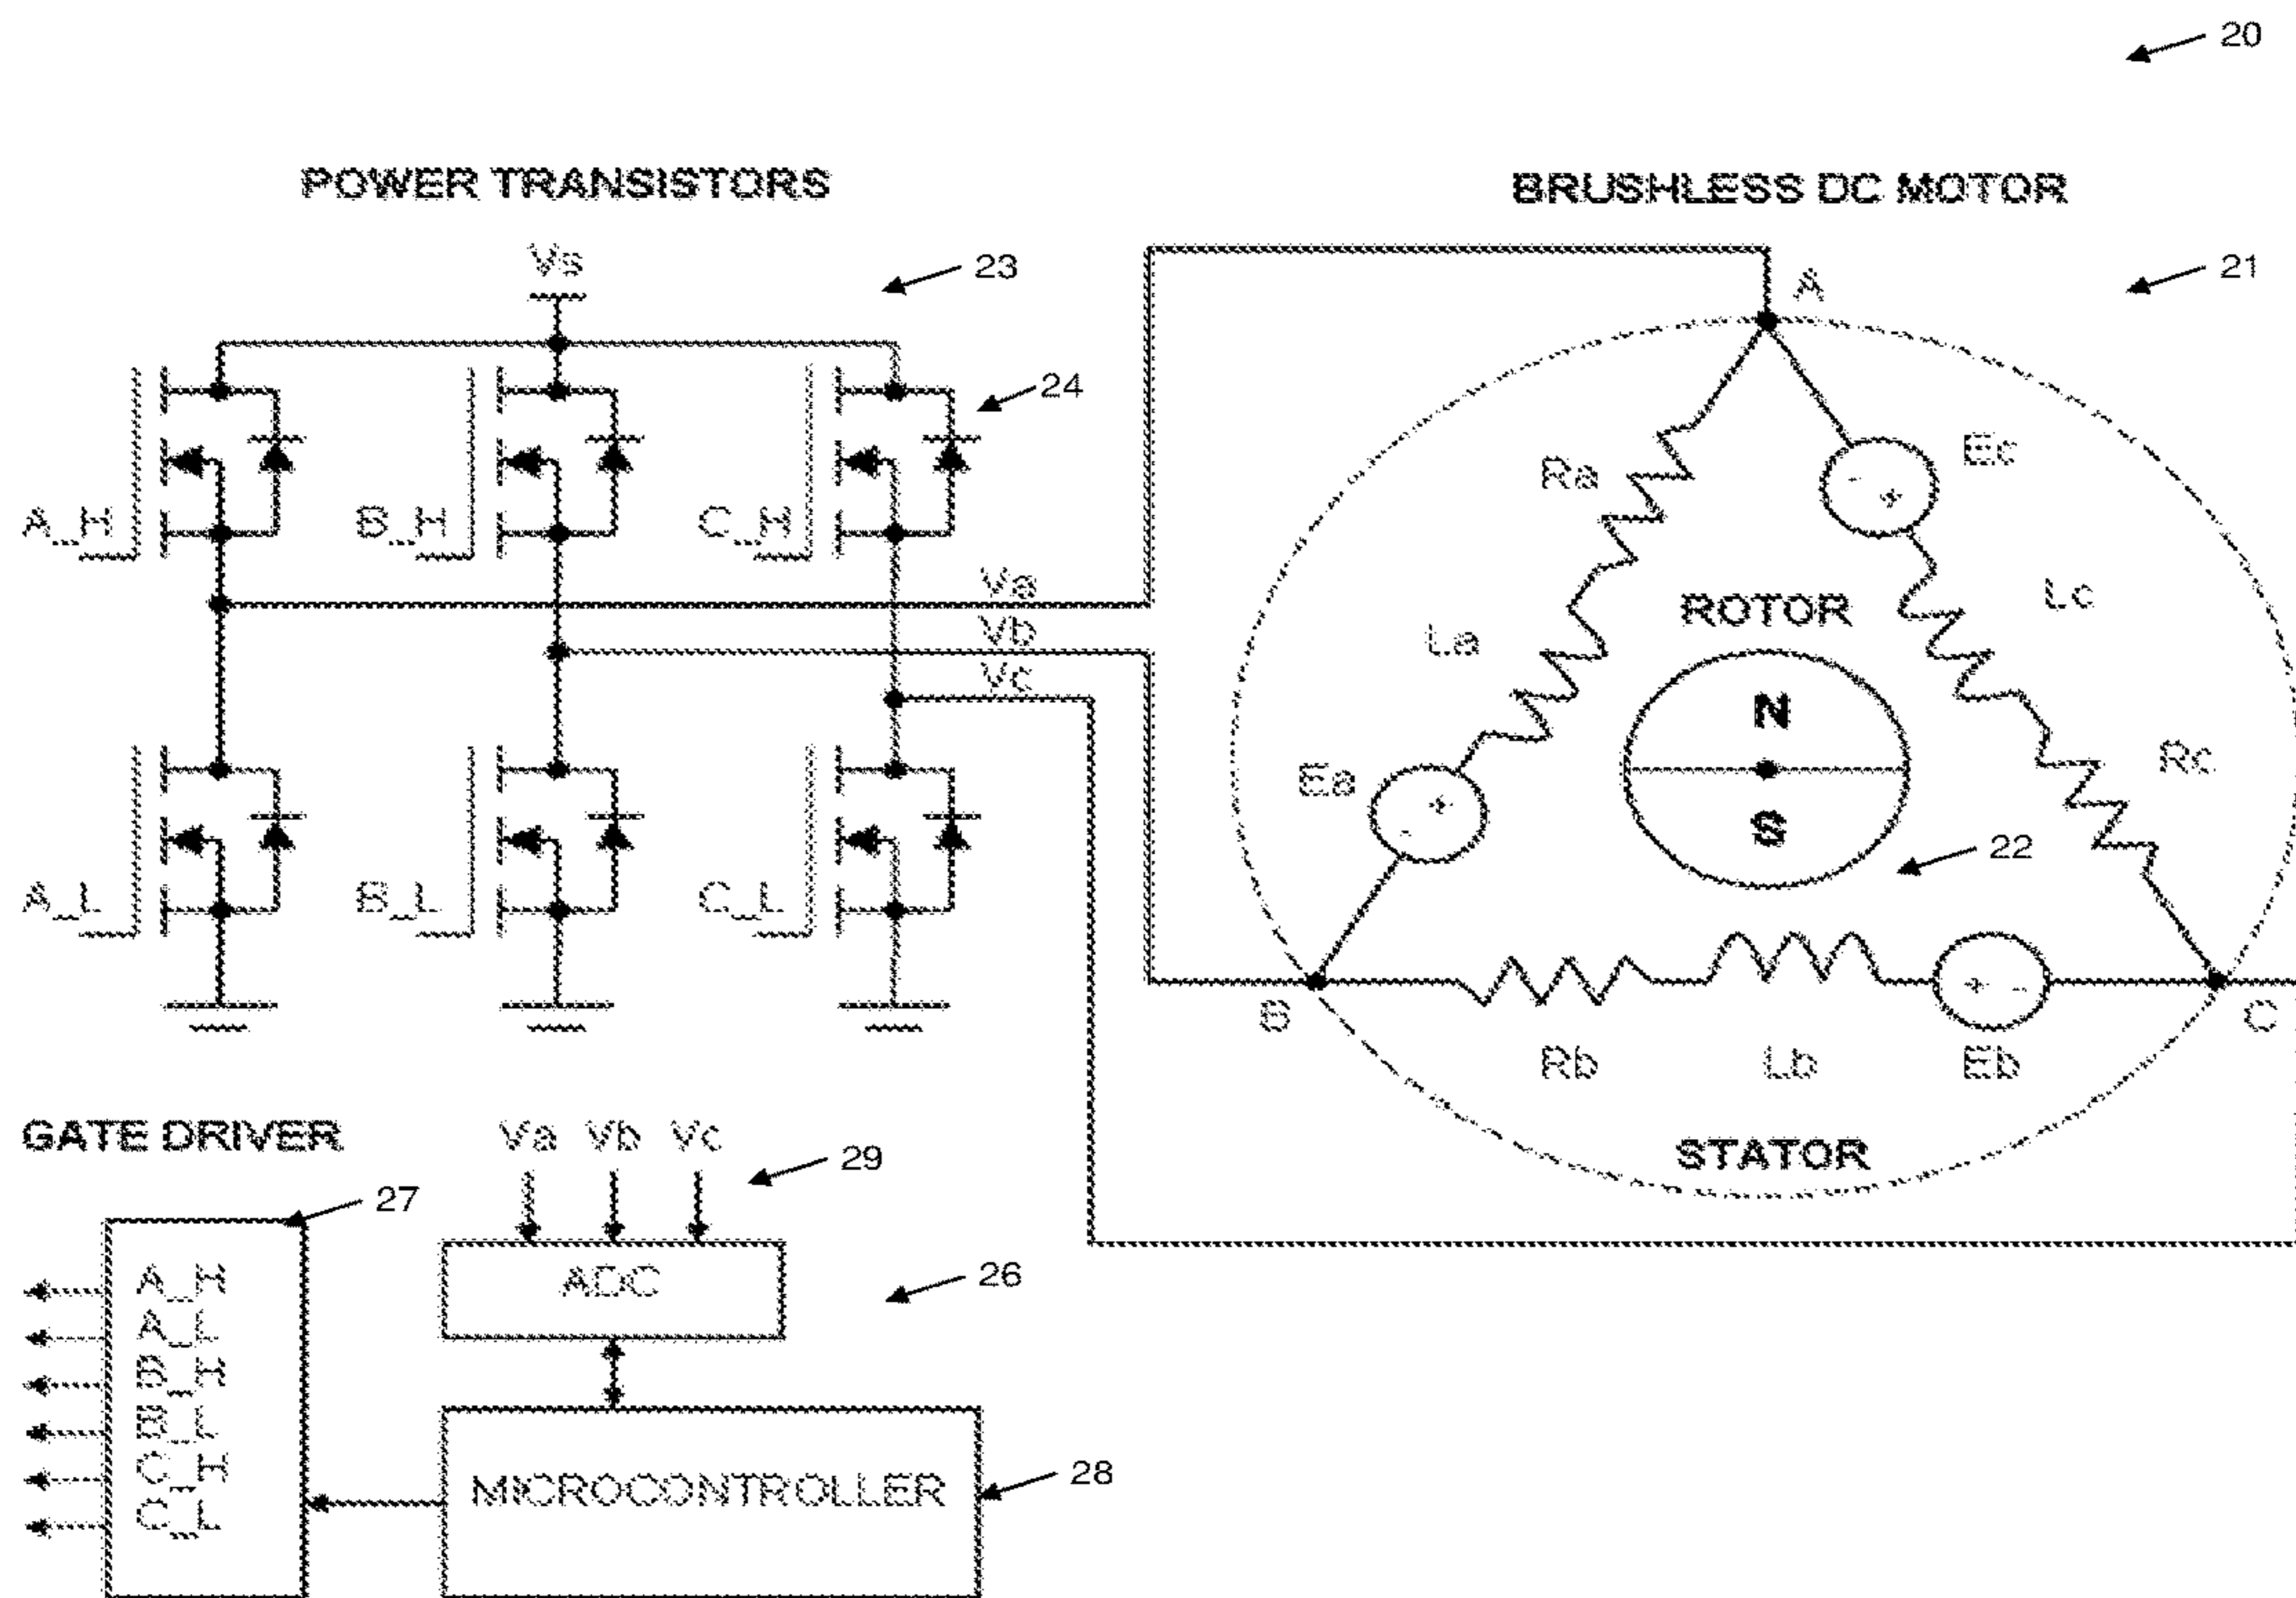 20
POWER TRANSISTORS
BRUSHLESS DC MOTOR
Vs
23
21
A
24
Ra
Ec
A_H
B_H
C_H
Va
Lc
ROTOR
Vb
La
Vc
N
Rc
Ea
S
22
A_L
B_L
C_L
B
C
Rb
Lb
Eb
GATE DRIVER
Va Vb Vc
29
STATOR
27
A_H
ADC
26
A_L
B_H
B_L
C_H
MICROCONTROLLER
28
C_L